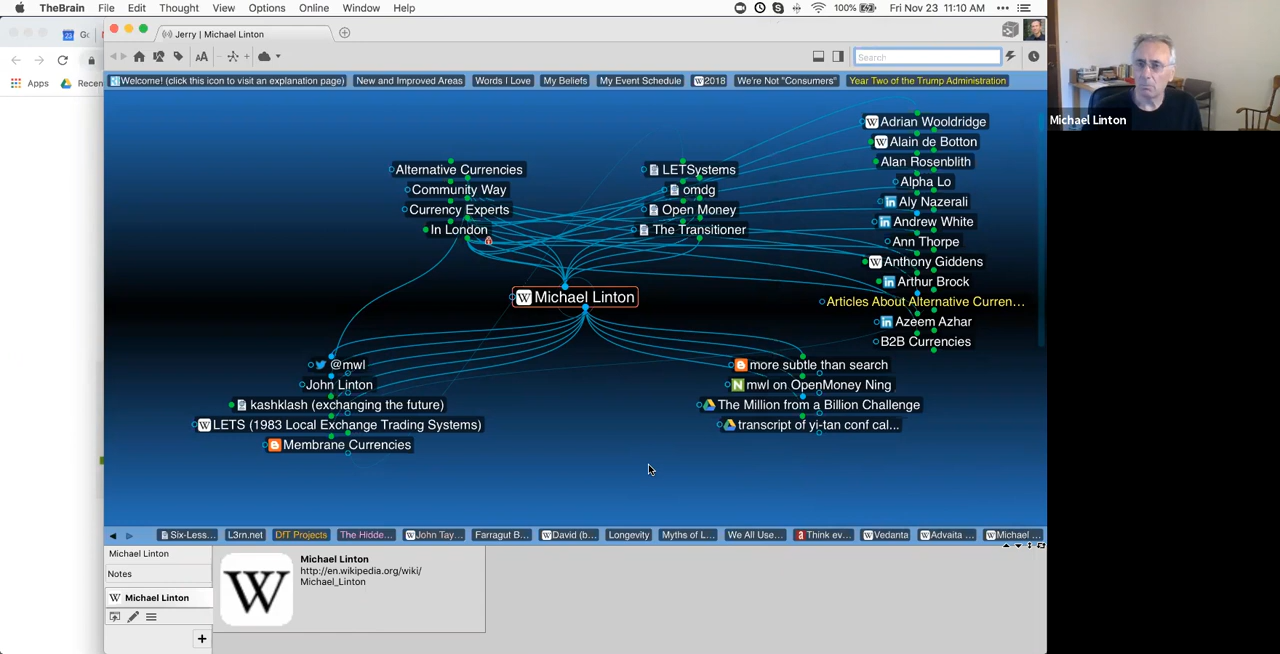 TheBrain File Edit Thought View Options Online Window Help 100% Fri Nov 23 11:10 AM
Jerry | Michael Linton
Apps
Recen
AA
Search
Welcome! (click this icon to visit an explanation page) New and Improved Areas Words I Love My Beliefs My Event Schedule W 2018 We're Not "Consumers" Year Two of the Trump Administration
Michael Linton
Alternative Currencies
Community Way
Currency Experts
In London
LETSystems
omdg
Open Money
The Transitioner
Adrian Wooldridge
Alain de Botton
Alan Rosenblith
Alpha Lo
Aly Nazerali
Andrew White
Ann Thorpe
Anthony Giddens
Arthur Brock
Articles About Alternative Curren...
Azeem Azhar
B2B Currencies
W Michael Linton
@mwl
John Linton
kashklash (exchanging the future)
W LETS (1983 Local Exchange Trading Systems)
Membrane Currencies
more subtle than search
N mwl on OpenMoney Ning
The Million from a Billion Challenge
transcript of yi-tan conf cal...
Six-Less... L3rn.net DfT Projects The Hidde... W John Tay... Farragut B... W David (b... Longevity Myths of L... We All Use... a Think ev... W Vedanta W Advaita ... W Michael ...
Michael Linton
Notes
W Michael Linton
W
Michael Linton
http://en.wikipedia.org/wiki/
Michael_Linton